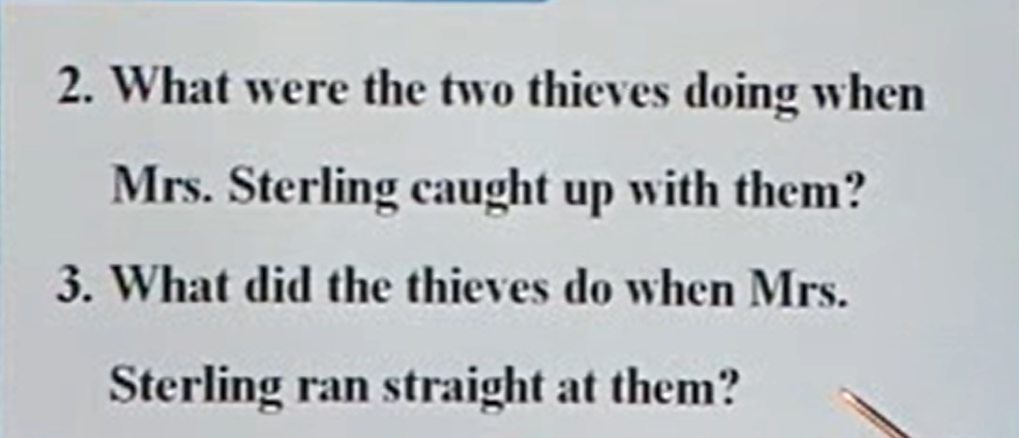 2. What were the two thieves doing when
Mrs. Sterling caught up with them?
3. What did the thieves do when Mrs.
Sterling ran straight at them?